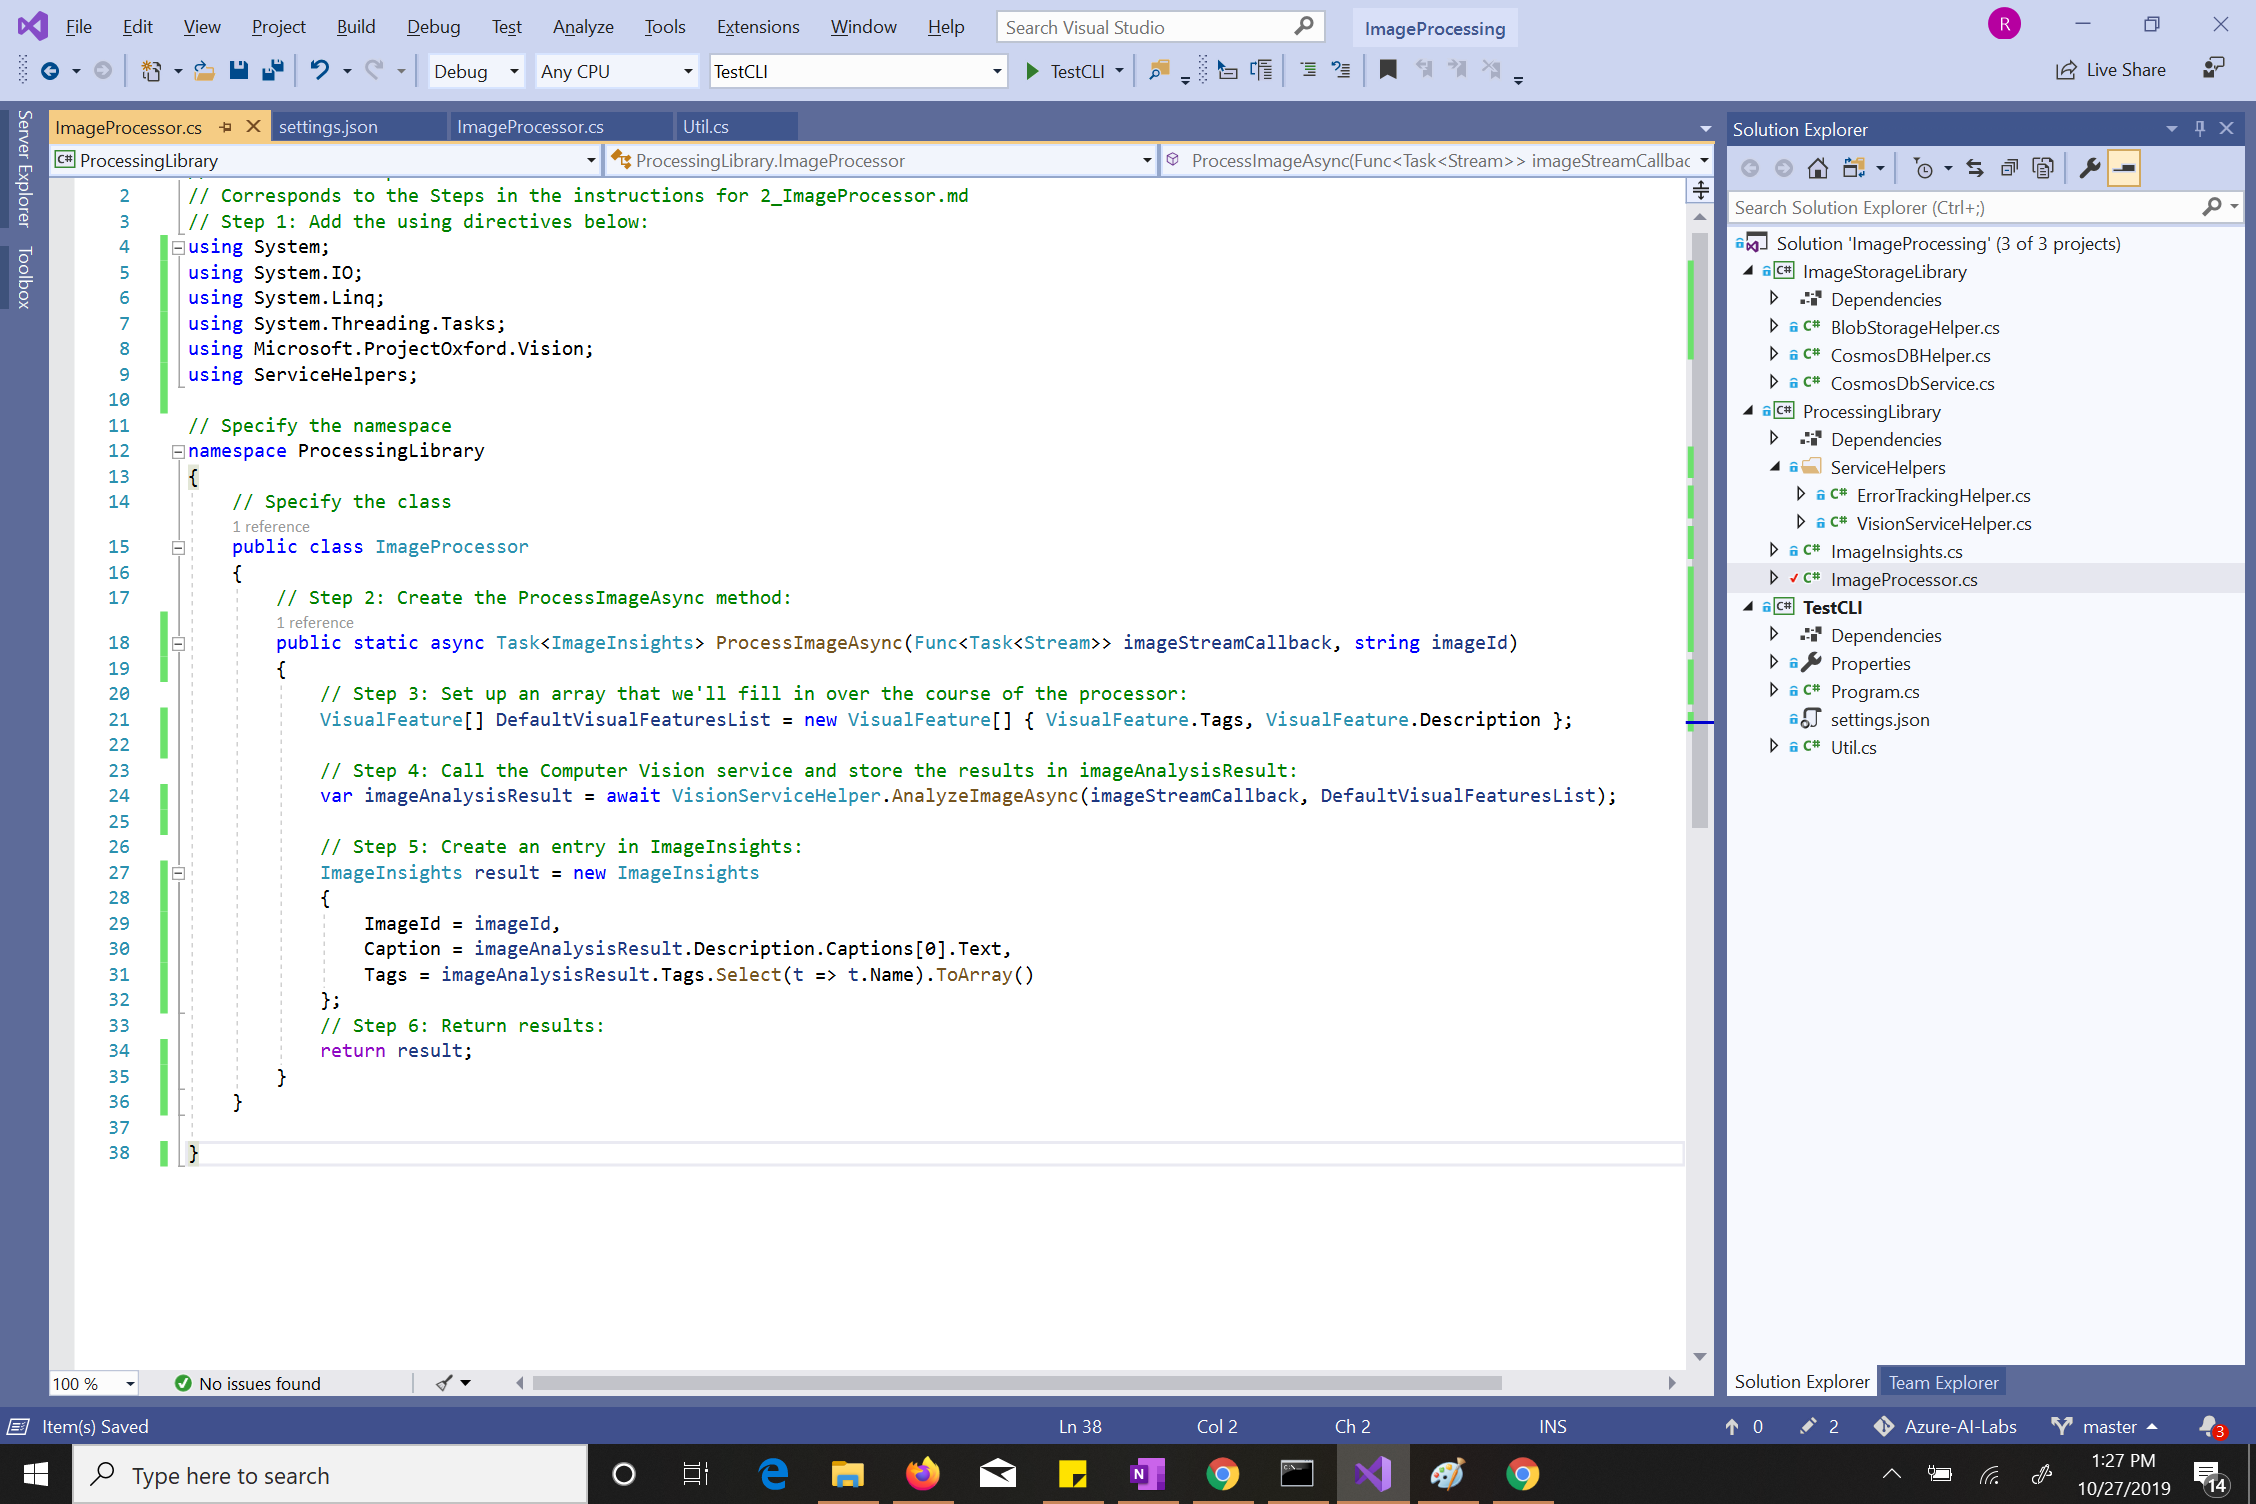 File Edit View Project Build Debug Test Analyze Tools Extensions Window Help Search Visual Studio ImageProcessing R
Debug Any CPU TestCLI TestCLI Live Share
Server Explorer
Toolbox
ImageProcessor.cs settings.json ImageProcessor.cs Util.cs
C# ProcessingLibrary ProcessingLibrary.ImageProcessor ProcessImageAsync(Func<Task<Stream>> imageStreamCallbac
2 // Corresponds to the Steps in the instructions for 2_ImageProcessor.md
3 // Step 1: Add the using directives below:
4 using System;
5 using System.IO;
6 using System.Linq;
7 using System.Threading.Tasks;
8 using Microsoft.ProjectOxford.Vision;
9 using ServiceHelpers;
10
11 // Specify the namespace
12 namespace ProcessingLibrary
13 {
14 // Specify the class
1 reference
15 public class ImageProcessor
16 {
17 // Step 2: Create the ProcessImageAsync method:
1 reference
18 public static async Task<ImageInsights> ProcessImageAsync(Func<Task<Stream>> imageStreamCallback, string imageId)
19 {
20 // Step 3: Set up an array that we'll fill in over the course of the processor:
21 VisualFeature[] DefaultVisualFeaturesList = new VisualFeature[] { VisualFeature.Tags, VisualFeature.Description };
22
23 // Step 4: Call the Computer Vision service and store the results in imageAnalysisResult:
24 var imageAnalysisResult = await VisionServiceHelper.AnalyzeImageAsync(imageStreamCallback, DefaultVisualFeaturesList);
25
26 // Step 5: Create an entry in ImageInsights:
27 ImageInsights result = new ImageInsights
28 {
29 ImageId = imageId,
30 Caption = imageAnalysisResult.Description.Captions[0].Text,
31 Tags = imageAnalysisResult.Tags.Select(t => t.Name).ToArray()
32 };
33 // Step 6: Return results:
34 return result;
35 }
36 }
37
38 }
100 % No issues found
Solution Explorer
Search Solution Explorer (Ctrl+;)
Solution 'ImageProcessing' (3 of 3 projects)
C# ImageStorageLibrary
Dependencies
C# BlobStorageHelper.cs
C# CosmosDBHelper.cs
C# CosmosDbService.cs
C# ProcessingLibrary
Dependencies
ServiceHelpers
C# ErrorTrackingHelper.cs
C# VisionServiceHelper.cs
C# ImageInsights.cs
C# ImageProcessor.cs
C# TestCLI
Dependencies
Properties
C# Program.cs
settings.json
C# Util.cs
Solution Explorer Team Explorer
Item(s) Saved Ln 38 Col 2 Ch 2 INS 0 2 Azure-AI-Labs master 3
Type here to search N 1:27 PM 14
10/27/2019